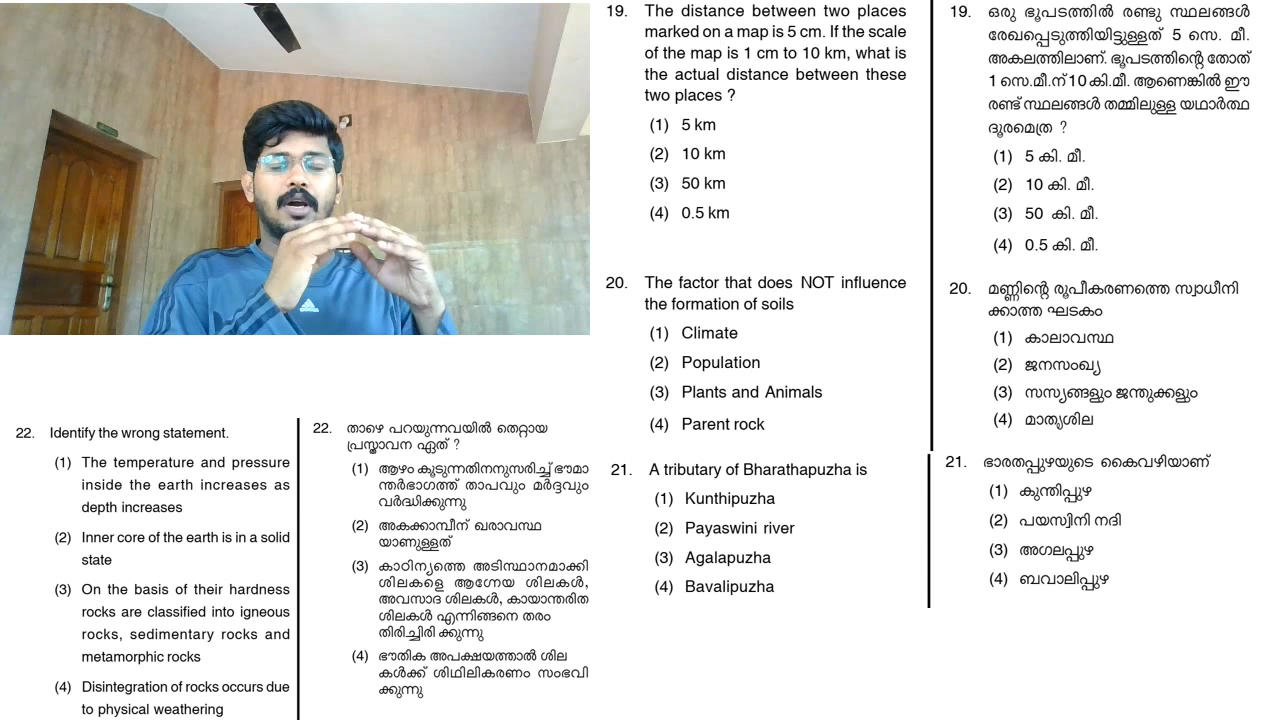 19. The distance between two places
marked on a map is 5 cm. If the scale
of the map is 1 cm to 10 km, what is
the actual distance between these
two places ?
(1) 5 km
(2) 10 km
(3) 50 km
(4) 0.5 km
20. The factor that does NOT influence
the formation of soils
(1) Climate
(2) Population
(3) Plants and Animals
(4) Parent rock
21. A tributary of Bharathapuzha is
(1) Kunthipuzha
(2) Payaswini river
(3) Agalapuzha
(4) Bavalipuzha
19. ഒരു ഭൂപടത്തിൽ രണ്ടു സ്ഥലങ്ങൾ
രേഖപ്പെടുത്തിയിട്ടുള്ളത് 5 സെ. മീ.
അകലത്തിലാണ്. ഭൂപടത്തിന്റെ തോത്
1 സെ.മീ.ന് 10 കി.മീ. ആണെങ്കിൽ ഈ
രണ്ട് സ്ഥലങ്ങൾ തമ്മിലുള്ള യഥാർത്ഥ
ദൂരമെത്ര ?
(1) 5 കി. മീ.
(2) 10 കി. മീ.
(3) 50 കി. മീ.
(4) 0.5 കി. മീ.
20. മണ്ണിന്റെ രൂപീകരണത്തെ സ്വാധീനി
ക്കാത്ത ഘടകം
(1) കാലാവസ്ഥ
(2) ജനസംഖ്യ
(3) സസ്യങ്ങളും ജന്തുക്കളും
(4) മാതൃശില
21. ഭാരതപ്പുഴയുടെ കൈവഴിയാണ്
(1) കുന്തിപ്പുഴ
(2) പയസ്വിനി നദി
(3) അഗലപ്പുഴ
(4) ബവാലിപ്പുഴ
22. Identify the wrong statement.
(1) The temperature and pressure
inside the earth increases as
depth increases
(2) Inner core of the earth is in a solid
state
(3) On the basis of their hardness
rocks are classified into igneous
rocks, sedimentary rocks and
metamorphic rocks
(4) Disintegration of rocks occurs due
to physical weathering
22. താഴെ പറയുന്നവയിൽ തെറ്റായ
പ്രസ്താവന ഏത് ?
(1) ആഴം കൂടുന്നതിനനുസരിച്ച് ഭൗമാ
ന്തർഭാഗത്ത് താപവും മർദ്ദവും
വർദ്ധിക്കുന്നു
(2) അകക്കാമ്പിന് ഖരാവസ്ഥ
യാണുള്ളത്
(3) കാഠിന്യത്തെ അടിസ്ഥാനമാക്കി
ശിലകളെ ആഗ്നേയ ശിലകൾ,
അവസാദ ശിലകൾ, കായാന്തരിത
ശിലകൾ എന്നിങ്ങനെ തരം
തിരിച്ചിരി ക്കുന്നു
(4) ഭൗതിക അപക്ഷയത്താൽ ശില
കൾക്ക് ശിഥിലീകരണം സംഭവി
ക്കുന്നു